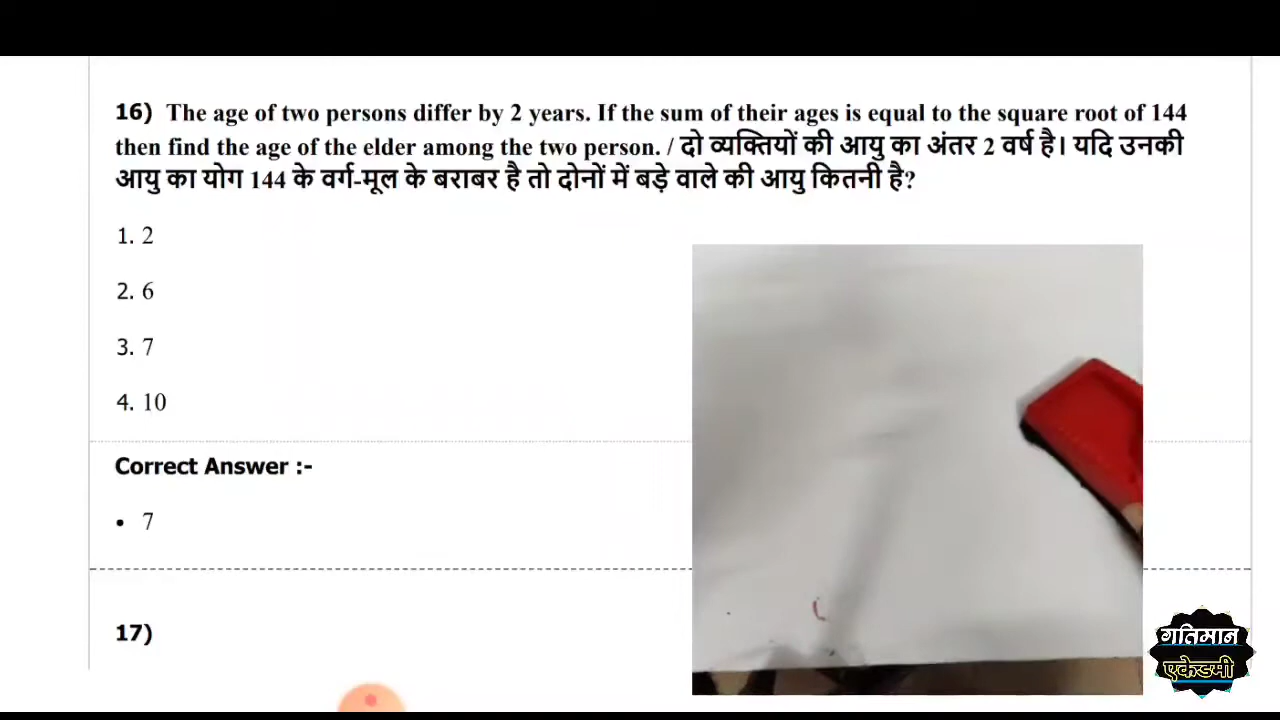 16) The age of two persons differ by 2 years. If the sum of their ages is equal to the square root of 144
then find the age of the elder among the two person. / दो व्यक्तियों की आयु का अंतर 2 वर्ष है। यदि उनकी
आयु का योग 144 के वर्ग-मूल के बराबर है तो दोनों में बड़े वाले की आयु कितनी है?
1. 2
2. 6
3. 7
4. 10
Correct Answer :-
• 7
17)
गतिमान
एकेडमी